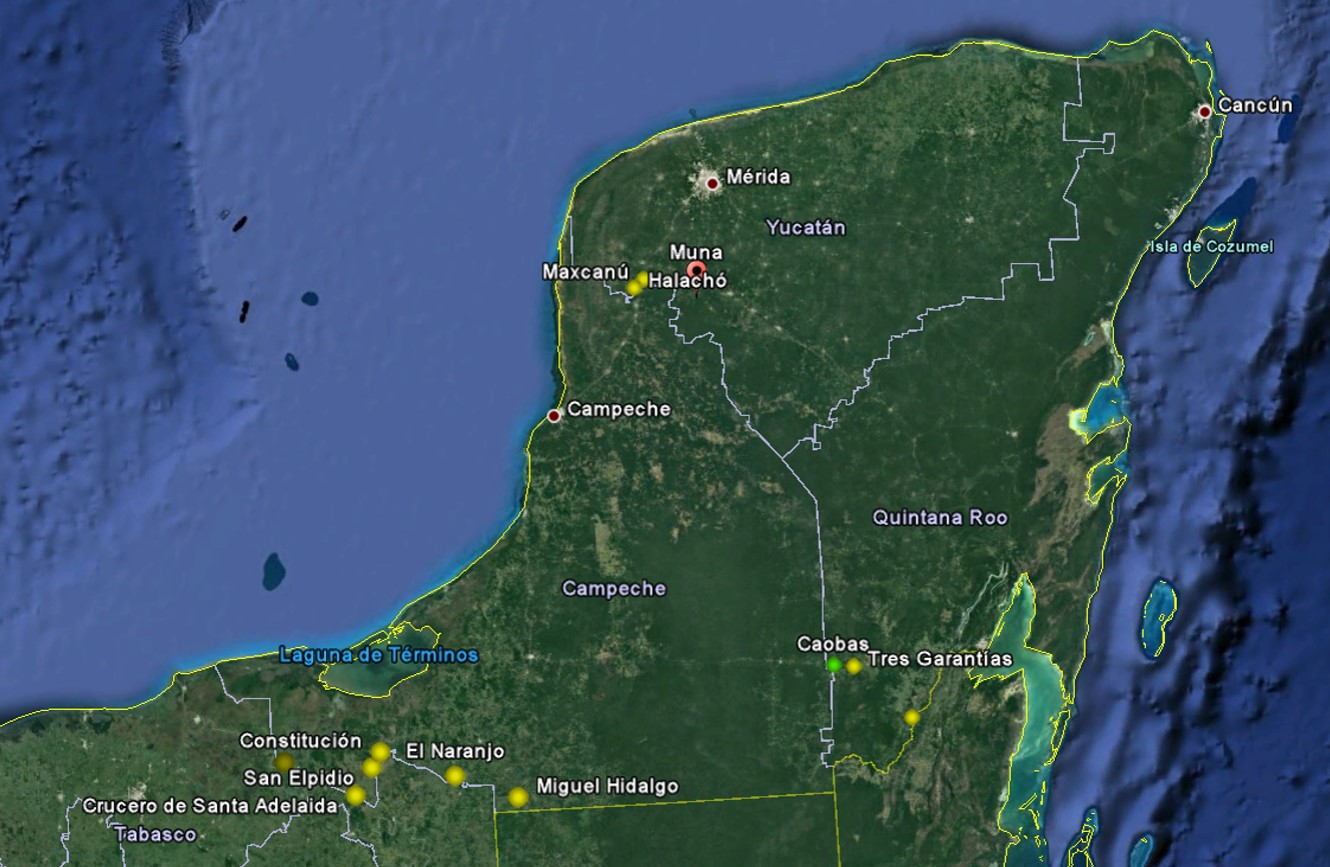 Cancún
Mérida
Yucatán
Isla de Cozumel
Muna
Maxcanú
Halachó
Campeche
Quintana Roo
Campeche
Caobas
Tres Garantías
Laguna de Términos
Constitución
El Naranjo
San Elpidio
Miguel Hidalgo
Crucero de Santa Adelaida
Tabasco